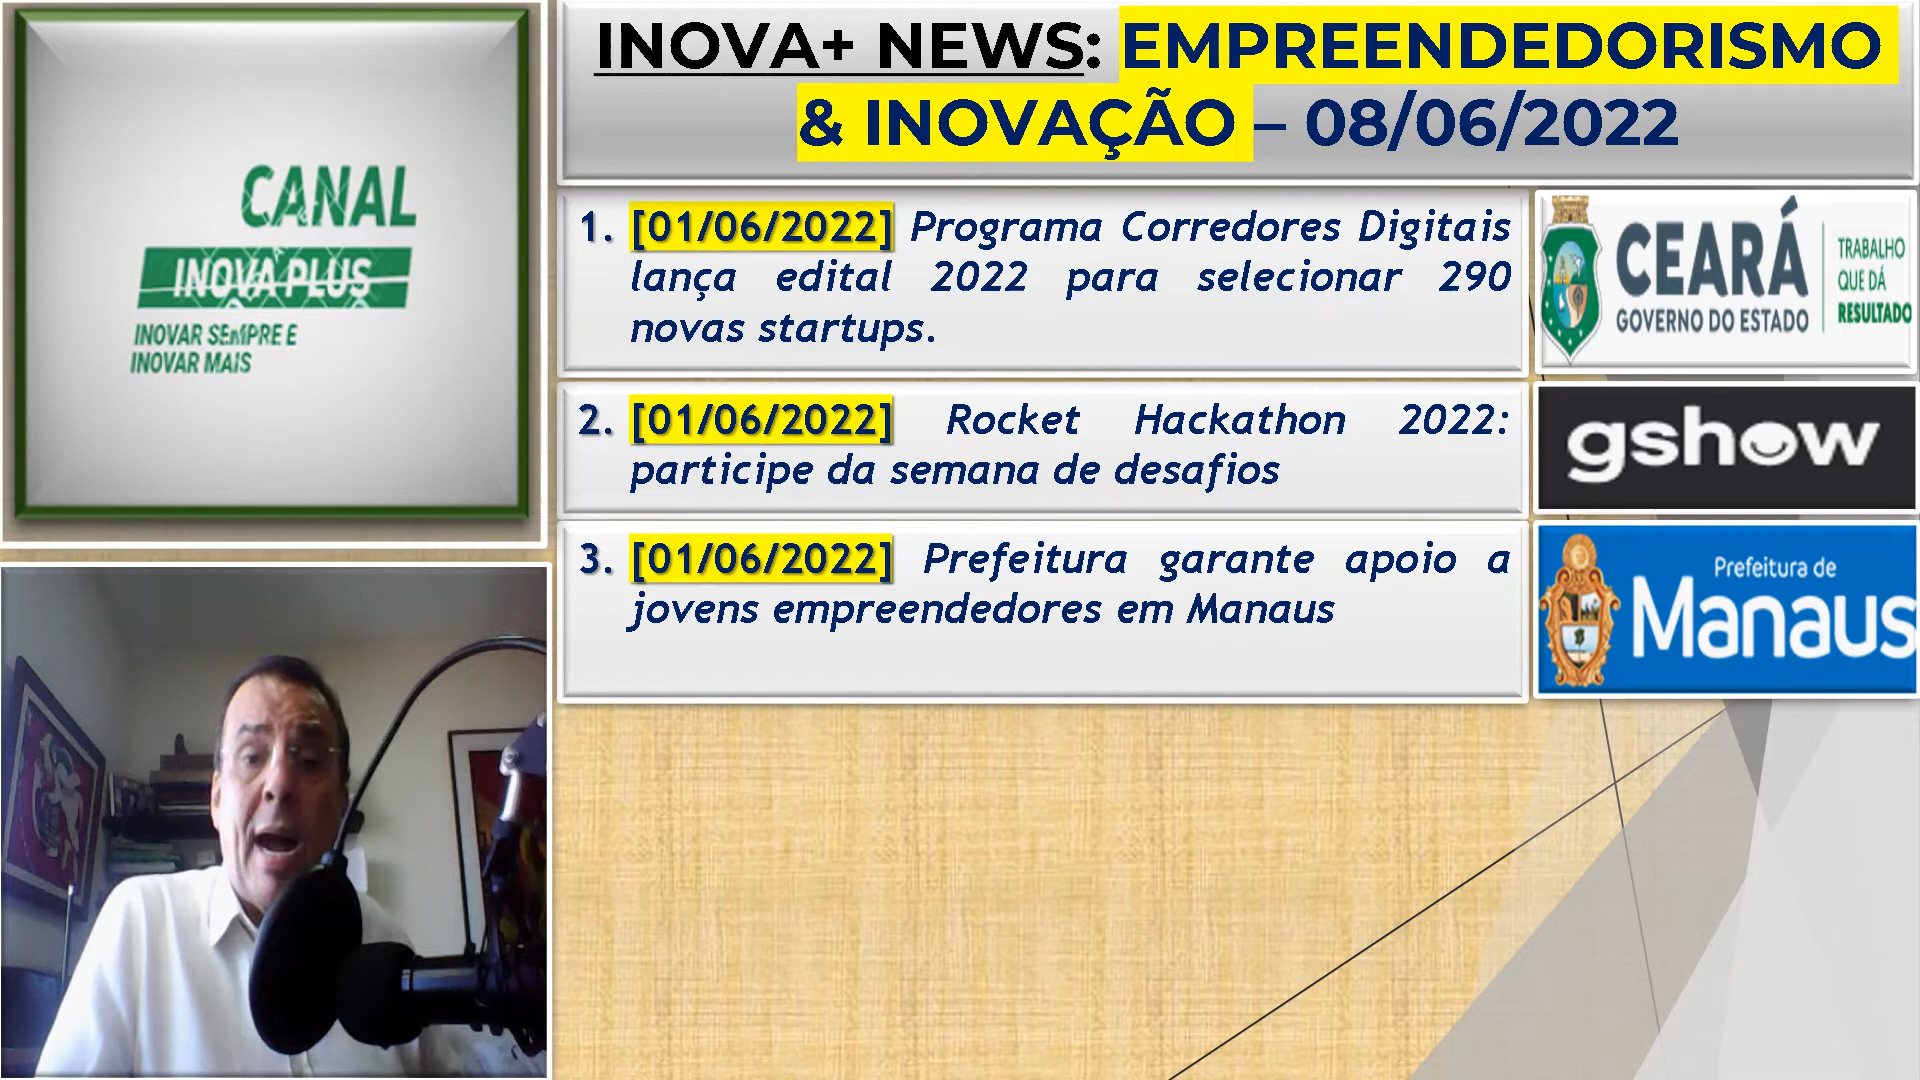 INOVA+ NEWS: EMPREENDEDORISMO
& INOVAÇÃO – 08/06/2022
CANAL
INOVA PLUS
INOVAR SEMPRE E
INOVAR MAIS
1. [01/06/2022] Programa Corredores Digitais
lança edital 2022 para selecionar 290
novas startups.
CEARÁ
GOVERNO DO ESTADO
TRABALHO
QUE DÁ
RESULTADO
2. [01/06/2022] Rocket Hackathon 2022:
participe da semana de desafios
gshow
3. [01/06/2022] Prefeitura garante apoio a
jovens empreendedores em Manaus
Prefeitura de
Manaus